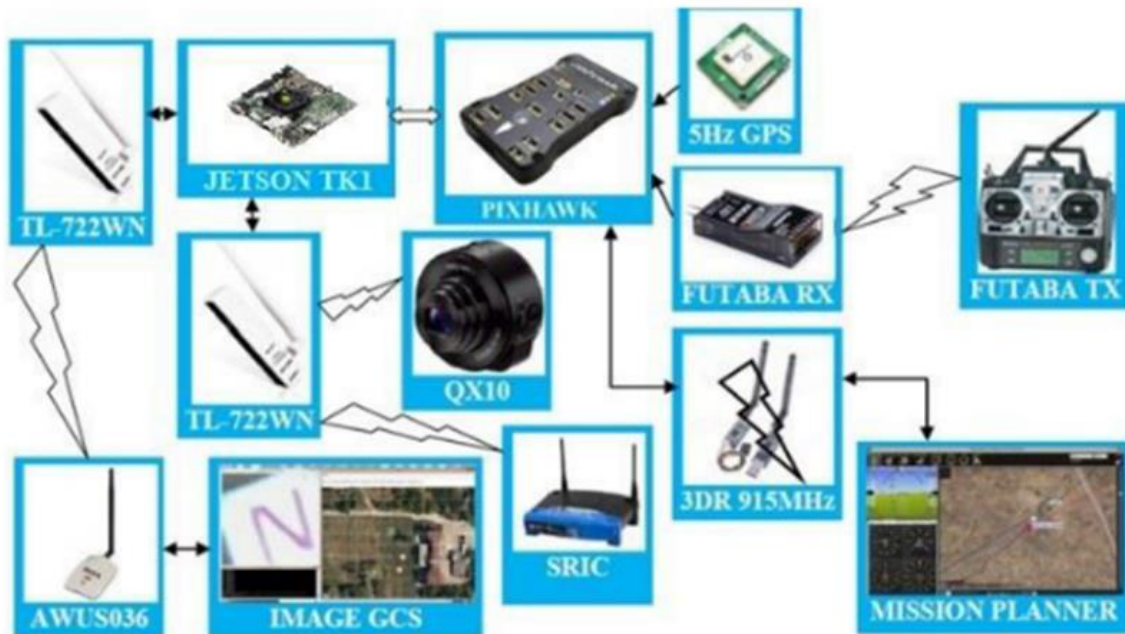 5Hz GPS
JETSON TK1
PIXHAWK
TL-722WN
FUTABA RX
FUTABA TX
QX10
TL-722WN
3DR 915MHz
SRIC
AWUS036
IMAGE GCS
MISSION PLANNER